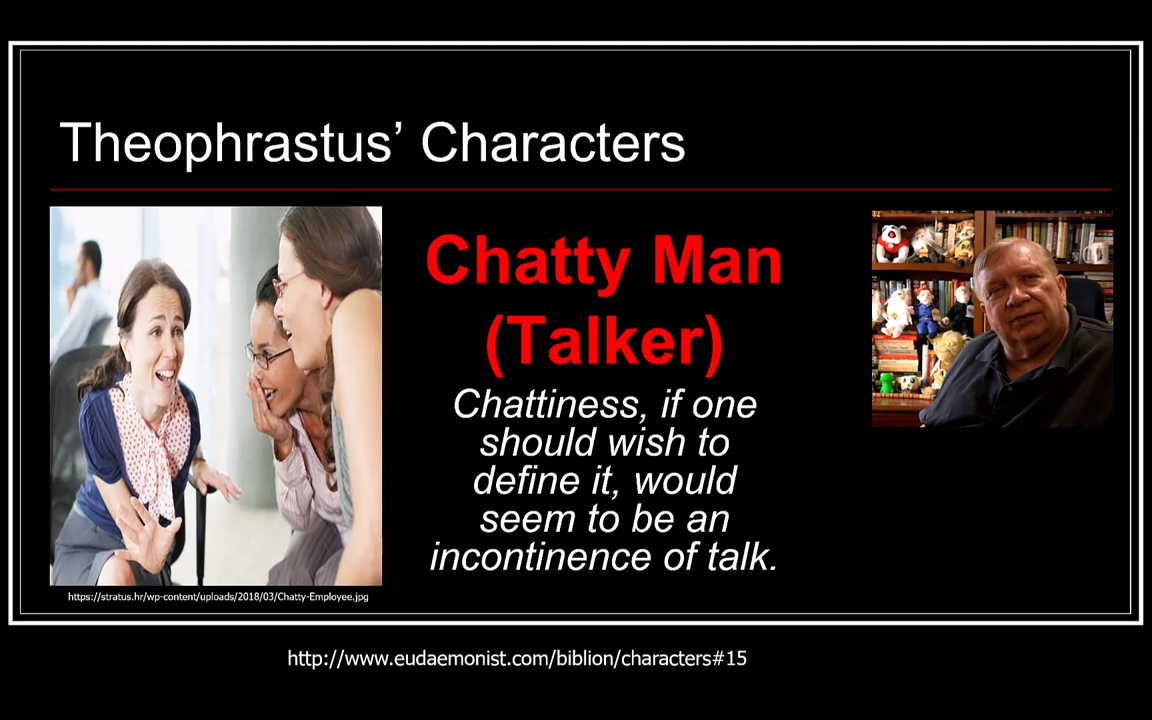 Theophrastus’ Characters
Chatty Man
(Talker)
Chattiness, if one
should wish to
define it, would
seem to be an
incontinence of talk.
https://stratus.hr/wp-content/uploads/2018/03/Chatty-Employee.jpg
http://www.eudaemonist.com/biblion/characters#15